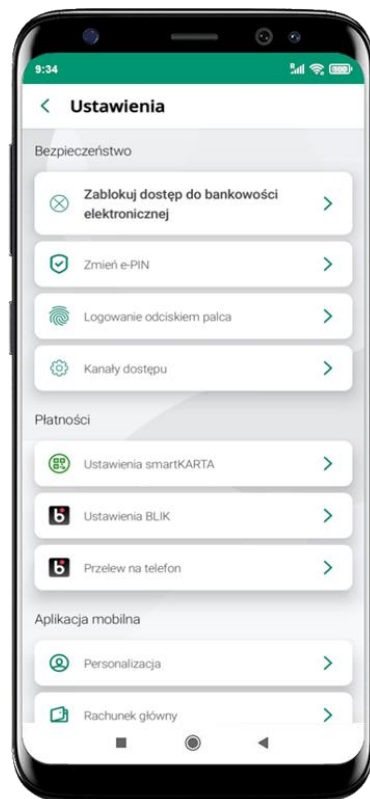 9:34
Ustawienia
Bezpieczeństwo
Zablokuj dostęp do bankowości
elektronicznej
Zmień e-PIN
Logowanie odciskiem palca
Kanały dostępu
Płatności
Ustawienia smartKARTA
Ustawienia BLIK
Przelew na telefon
Aplikacja mobilna
Personalizacja
Rachunek główny